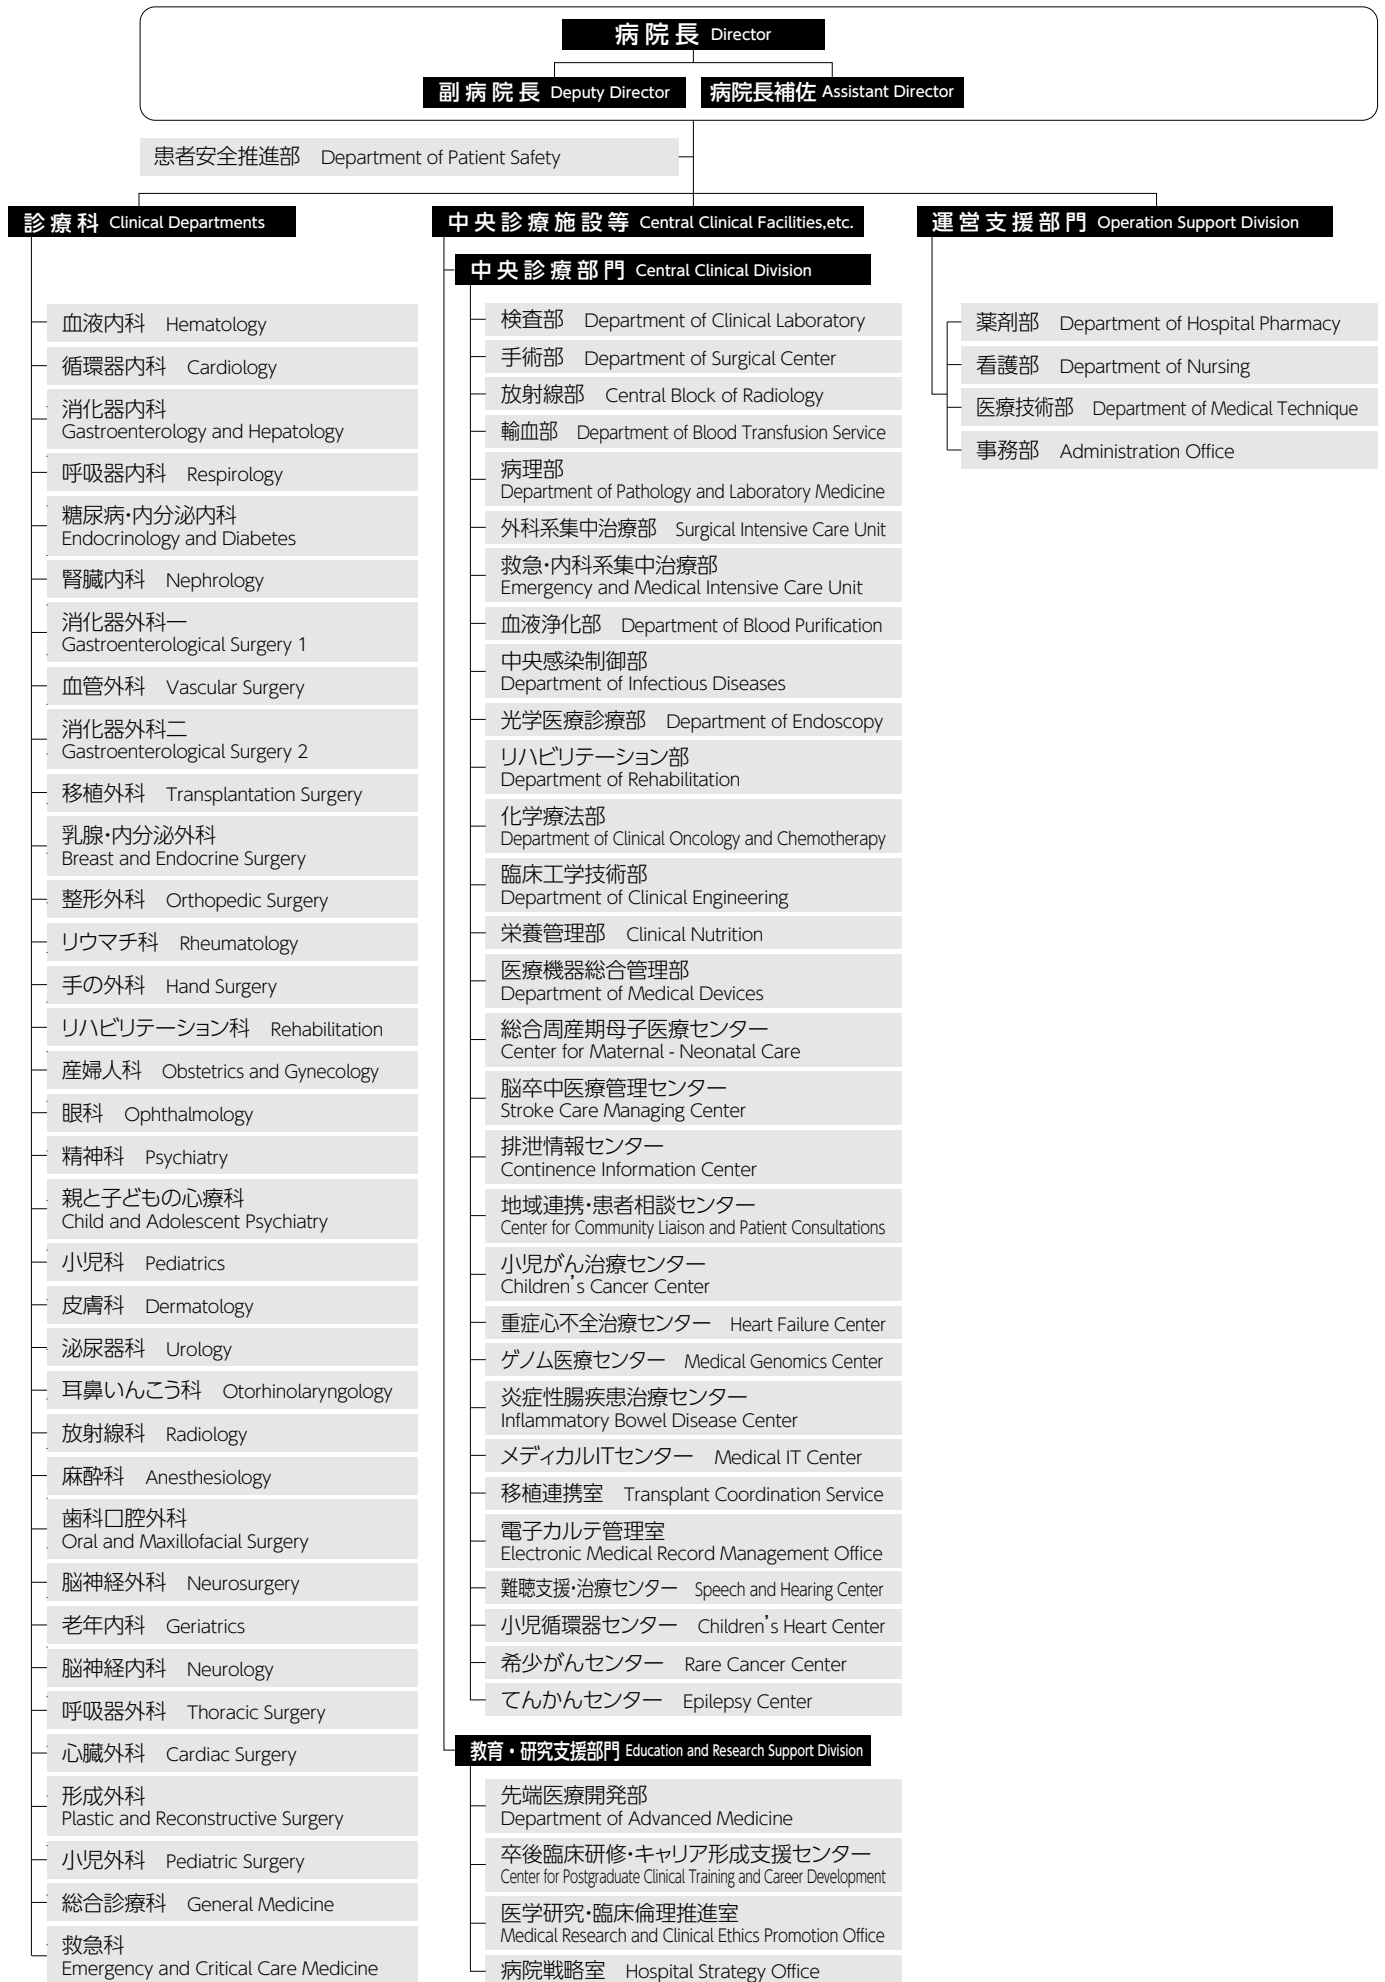 病院長 Director
副病院長 Deputy Director
病院長補佐 Assistant Director
患者安全推進部 Department of Patient Safety
診療科 Clinical Departments
血液内科 Hematology
循環器内科 Cardiology
消化器内科
Gastroenterology and Hepatology
呼吸器内科 Respirology
糖尿病・内分泌内科
Endocrinology and Diabetes
腎臓内科 Nephrology
消化器外科一
Gastroenterological Surgery 1
血管外科 Vascular Surgery
消化器外科二
Gastroenterological Surgery 2
移植外科 Transplantation Surgery
乳腺・内分泌外科
Breast and Endocrine Surgery
整形外科 Orthopedic Surgery
リウマチ科 Rheumatology
手の外科 Hand Surgery
リハビリテーション科 Rehabilitation
産婦人科 Obstetrics and Gynecology
眼科 Ophthalmology
精神科 Psychiatry
親と子どもの心療科
Child and Adolescent Psychiatry
小児科 Pediatrics
皮膚科 Dermatology
泌尿器科 Urology
耳鼻いんこう科 Otorhinolaryngology
放射線科 Radiology
麻酔科 Anesthesiology
歯科口腔外科
Oral and Maxillofacial Surgery
脳神経外科 Neurosurgery
老年内科 Geriatrics
脳神経内科 Neurology
呼吸器外科 Thoracic Surgery
心臓外科 Cardiac Surgery
形成外科
Plastic and Reconstructive Surgery
小児外科 Pediatric Surgery
総合診療科 General Medicine
救急科
Emergency and Critical Care Medicine
中央診療施設等 Central Clinical Facilities,etc.
中央診療部門 Central Clinical Division
検査部 Department of Clinical Laboratory
手術部 Department of Surgical Center
放射線部 Central Block of Radiology
輸血部 Department of Blood Transfusion Service
病理部
Department of Pathology and Laboratory Medicine
外科系集中治療部 Surgical Intensive Care Unit
救急・内科系集中治療部
Emergency and Medical Intensive Care Unit
血液浄化部 Department of Blood Purification
中央感染制御部
Department of Infectious Diseases
光学医療診療部 Department of Endoscopy
リハビリテーション部
Department of Rehabilitation
化学療法部
Department of Clinical Oncology and Chemotherapy
臨床工学技術部
Department of Clinical Engineering
栄養管理部 Clinical Nutrition
医療機器総合管理部
Department of Medical Devices
総合周産期母子医療センター
Center for Maternal - Neonatal Care
脳卒中医療管理センター
Stroke Care Managing Center
排泄情報センター
Continence Information Center
地域連携・患者相談センター
Center for Community Liaison and Patient Consultations
小児がん治療センター
Children's Cancer Center
重症心不全治療センター Heart Failure Center
ゲノム医療センター Medical Genomics Center
炎症性腸疾患治療センター
Inflammatory Bowel Disease Center
メディカルITセンター Medical IT Center
移植連携室 Transplant Coordination Service
電子カルテ管理室
Electronic Medical Record Management Office
難聴支援・治療センター Speech and Hearing Center
小児循環器センター Children's Heart Center
希少がんセンター Rare Cancer Center
てんかんセンター Epilepsy Center
教育・研究支援部門 Education and Research Support Division
先端医療開発部
Department of Advanced Medicine
卒後臨床研修・キャリア形成支援センター
Center for Postgraduate Clinical Training and Career Development
医学研究・臨床倫理推進室
Medical Research and Clinical Ethics Promotion Office
病院戦略室 Hospital Strategy Office
運営支援部門 Operation Support Division
薬剤部 Department of Hospital Pharmacy
看護部 Department of Nursing
医療技術部 Department of Medical Technique
事務部 Administration Office